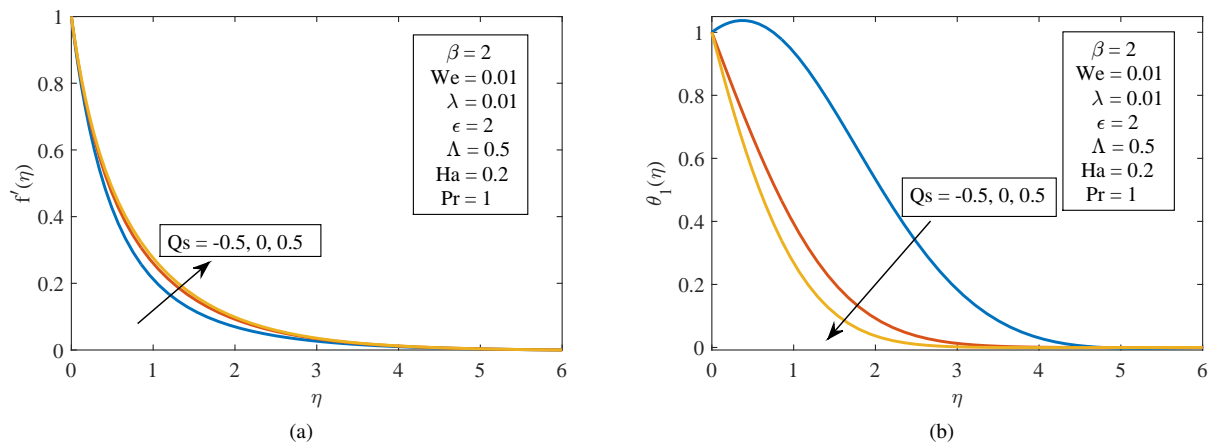 1
0.8
0.6
0.4
0.2
0
f′(η)
β = 2
We = 0.01
λ = 0.01
ϵ = 2
Λ = 0.5
Ha = 0.2
Pr = 1
Qs = -0.5, 0, 0.5
0 1 2 3 4 5 6
η
(a)
1
0.8
0.6
0.4
0.2
0
θ₁(η)
β = 2
We = 0.01
λ = 0.01
ϵ = 2
Λ = 0.5
Ha = 0.2
Pr = 1
Qs = -0.5, 0, 0.5
0 1 2 3 4 5 6
η
(b)